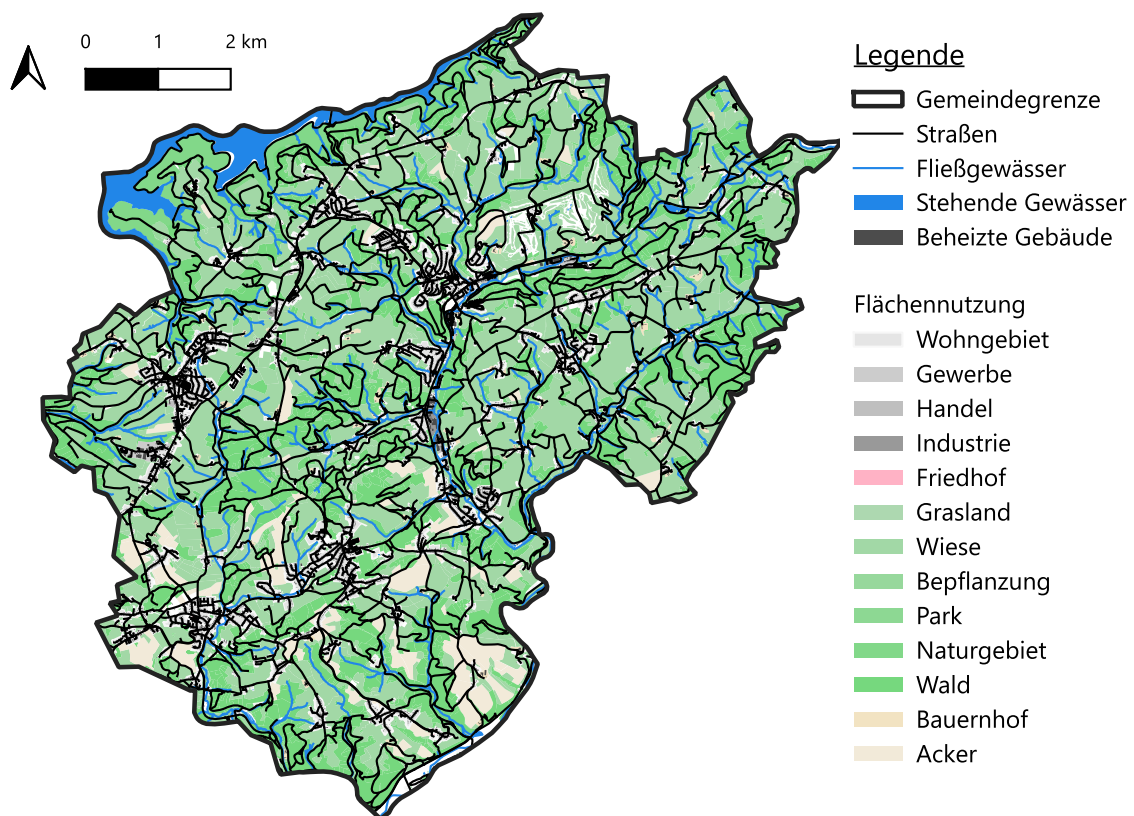 0 1 2 km
Legende
Gemeindegrenze
Straßen
Fließgewässer
Stehende Gewässer
Beheizte Gebäude
Flächennutzung
Wohngebiet
Gewerbe
Handel
Industrie
Friedhof
Grasland
Wiese
Bepflanzung
Park
Naturgebiet
Wald
Bauernhof
Acker